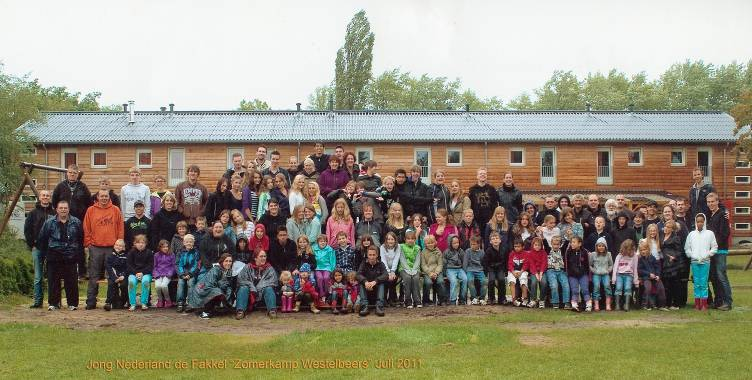 Jong Nederland de Fakkel 'Zomerkamp Westelbeers' Juli 2011